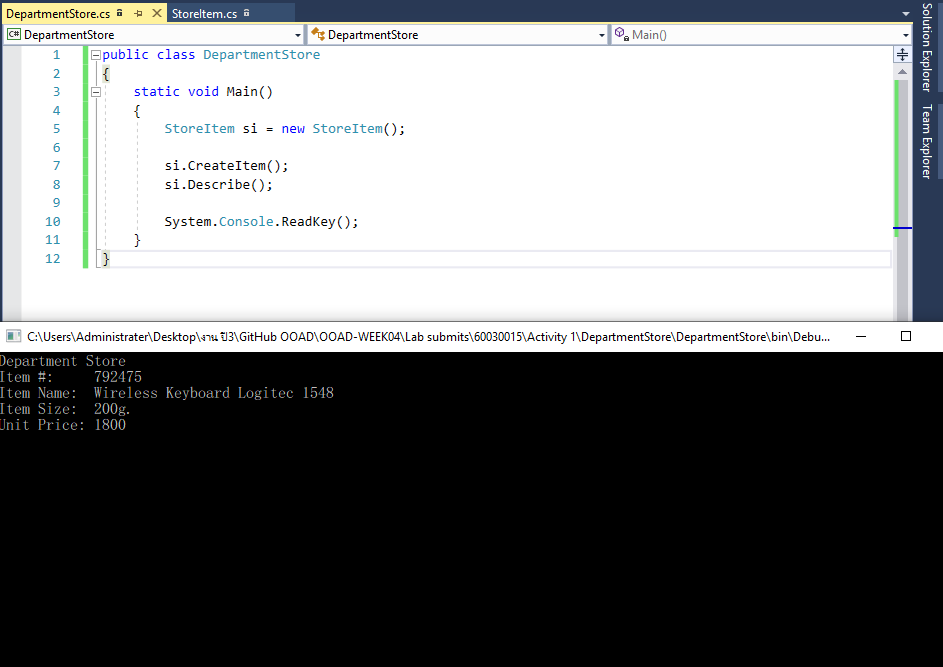 DepartmentStore.cs
StoreItem.cs
C# DepartmentStore
DepartmentStore
Main()
Solution Explorer
Team Explorer
1 public class DepartmentStore
2 {
3 static void Main()
4 {
5 StoreItem si = new StoreItem();
6
7 si.CreateItem();
8 si.Describe();
9
10 System.Console.ReadKey();
11 }
12 }
C:\Users\Administrater\Desktop\งาน ปี3\GitHub OOAD\OOAD-WEEK04\Lab submits\60030015\Activity 1\DepartmentStore\DepartmentStore\bin\Debu...
Department Store
Item #: 792475
Item Name: Wireless Keyboard Logitec 1548
Item Size: 200g.
Unit Price: 1800